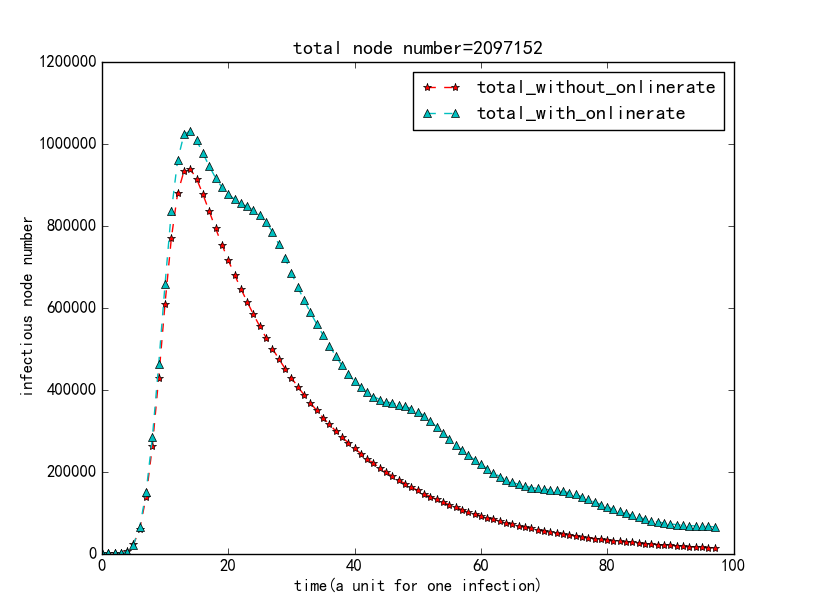 total node number=2097152
total_without_onlinerate
total_with_onlinerate
infectious node number
1200000
1000000
800000
600000
400000
200000
0
0 20 40 60 80 100
time(a unit for one infection)